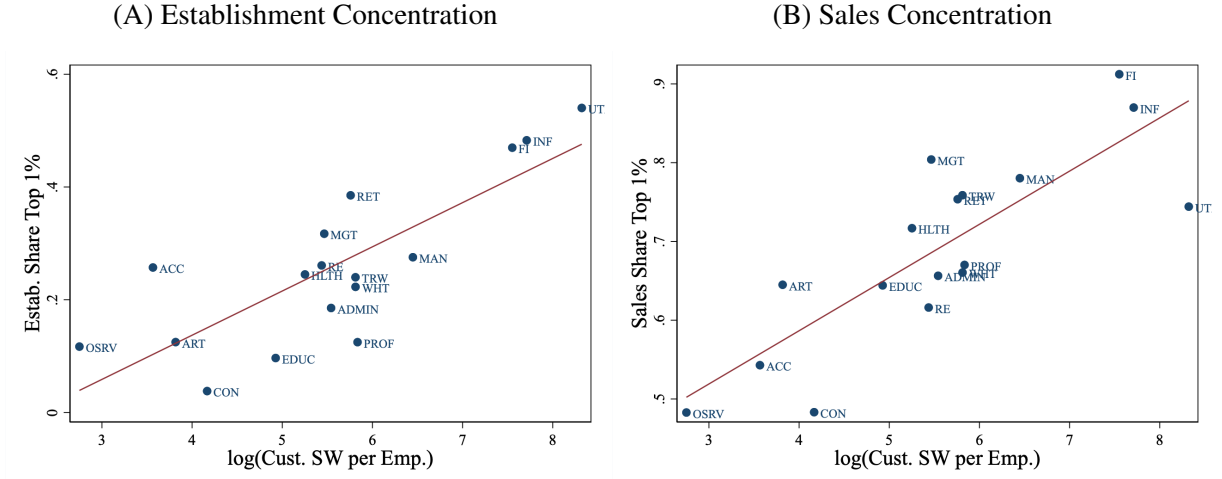 (A) Establishment Concentration
Estab. Share Top 1%
.6
.4
.2
0
UT
INF
FI
RET
MGT
MAN
RE
ACC
HLTH
TRW
WHT
ADMIN
PROF
ART
OSRV
EDUC
CON
3 4 5 6 7 8
log(Cust. SW per Emp.)
(B) Sales Concentration
Sales Share Top 1%
.9
.8
.7
.6
.5
FI
INF
MGT
MAN
TRW
RET
UT
HLTH
PROF
WHT
ADMIN
ART
EDUC
RE
ACC
OSRV
CON
3 4 5 6 7 8
log(Cust. SW per Emp.)